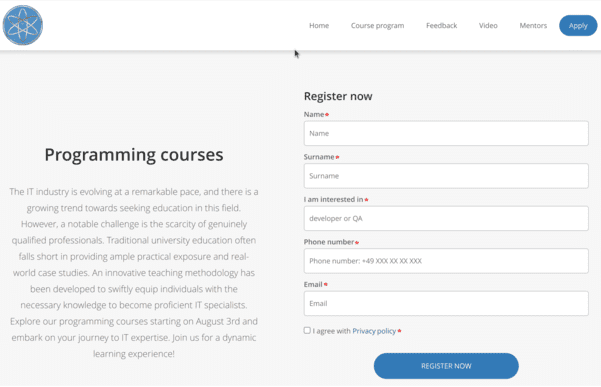 Home Course program Feedback Video Mentors Apply
Programming courses
The IT industry is evolving at a remarkable pace, and there is a
growing trend towards seeking education in this field.
However, a notable challenge is the scarcity of genuinely
qualified professionals. Traditional university education often
falls short in providing ample practical exposure and real-
world case studies. An innovative teaching methodology has
been developed to swiftly equip individuals with the
necessary knowledge to become proficient IT specialists.
Explore our programming courses starting on August 3rd and
embark on your journey to IT expertise. Join us for a dynamic
learning experience!
Register now
Name*
Name
Surname*
Surname
I am interested in*
developer or QA
Phone number*
Phone number: +49 XXX XX XX XXX
Email*
Email
I agree with Privacy policy *
REGISTER NOW